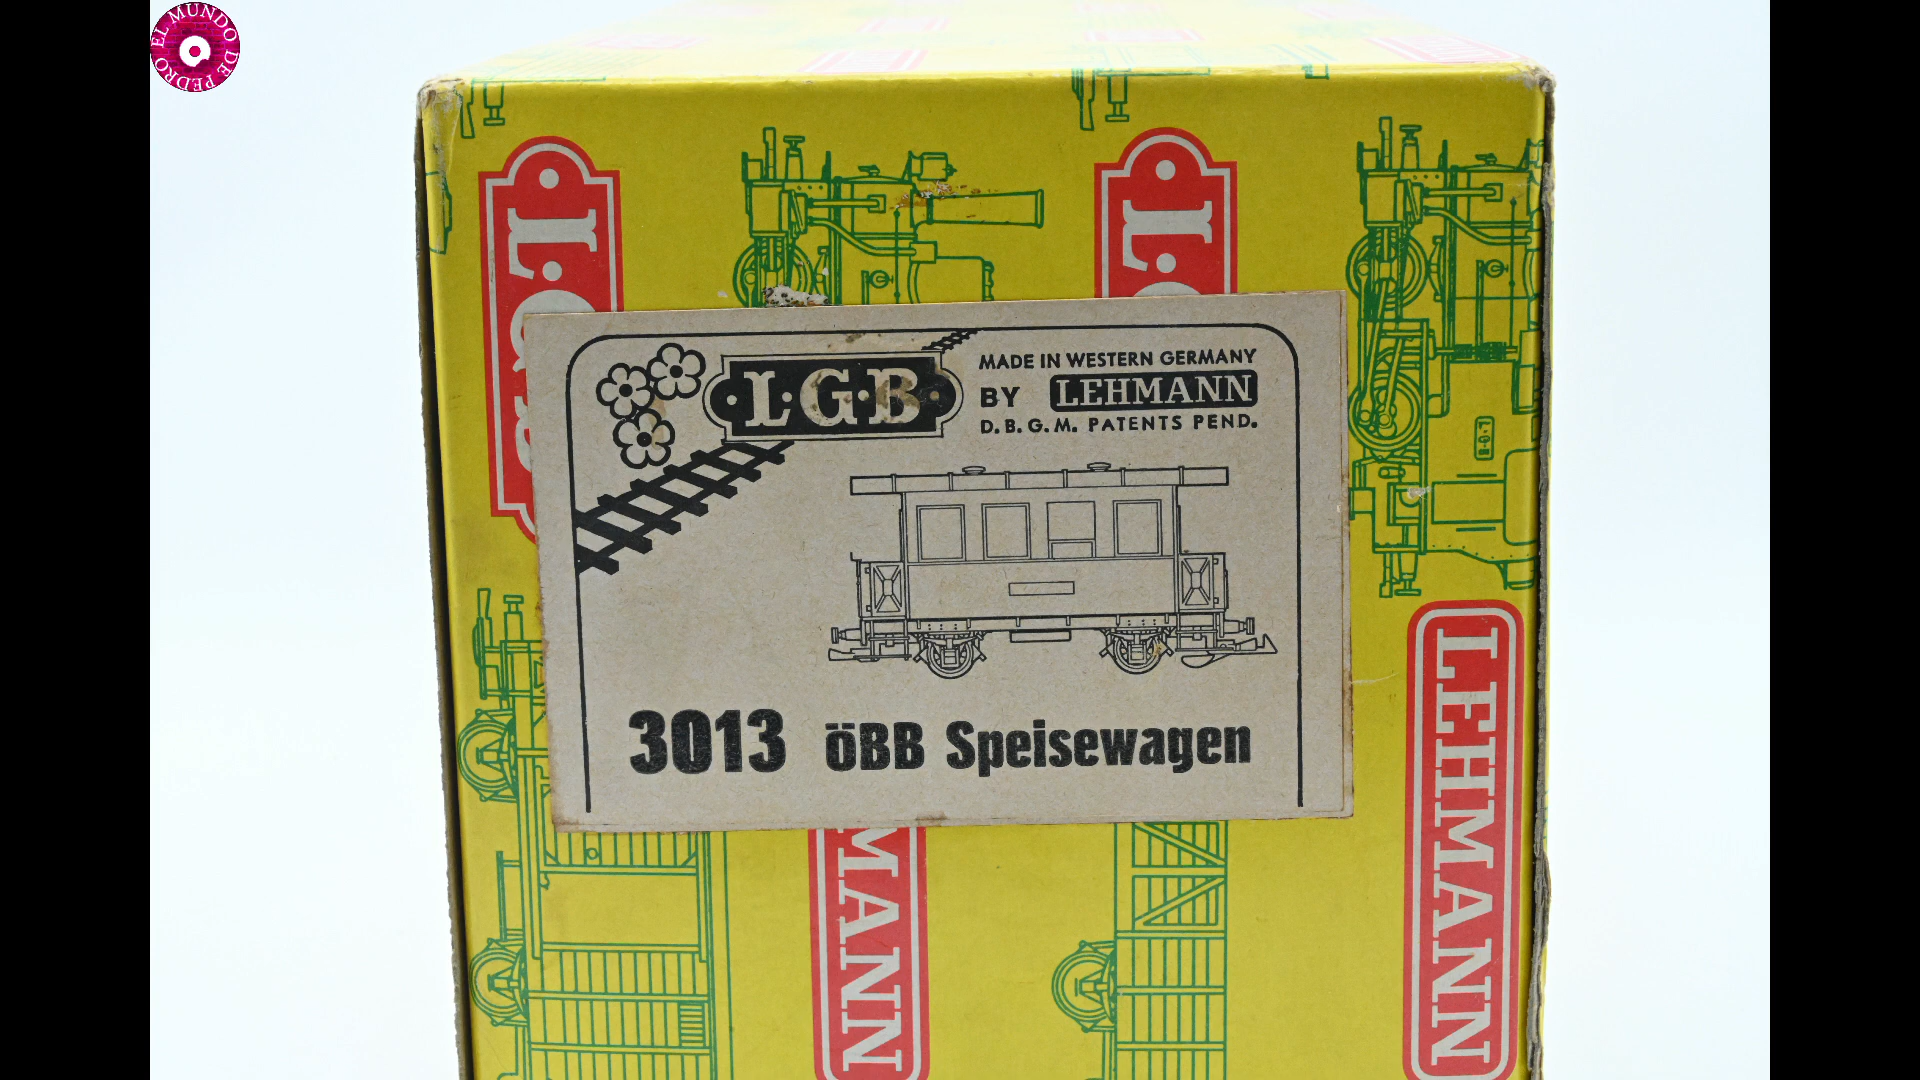 EL MUNDO DE PEDRO
L.G
L.G
L.G.B
MADE IN WESTERN GERMANY
BY LEHMANN
D.B.G.M. PATENTS PEND.
3013 öBB Speisewagen
LEHMANN
MANN